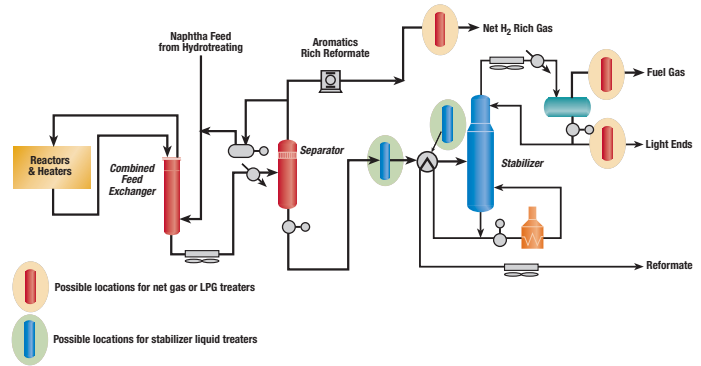 Naphtha Feed
from Hydrotreating
Aromatics
Rich Reformate
Net H2 Rich Gas
Fuel Gas
Light Ends
Reactors
& Heaters
Combined
Feed
Exchanger
Separator
Stabilizer
Reformate
Possible locations for net gas or LPG treaters
Possible locations for stabilizer liquid treaters